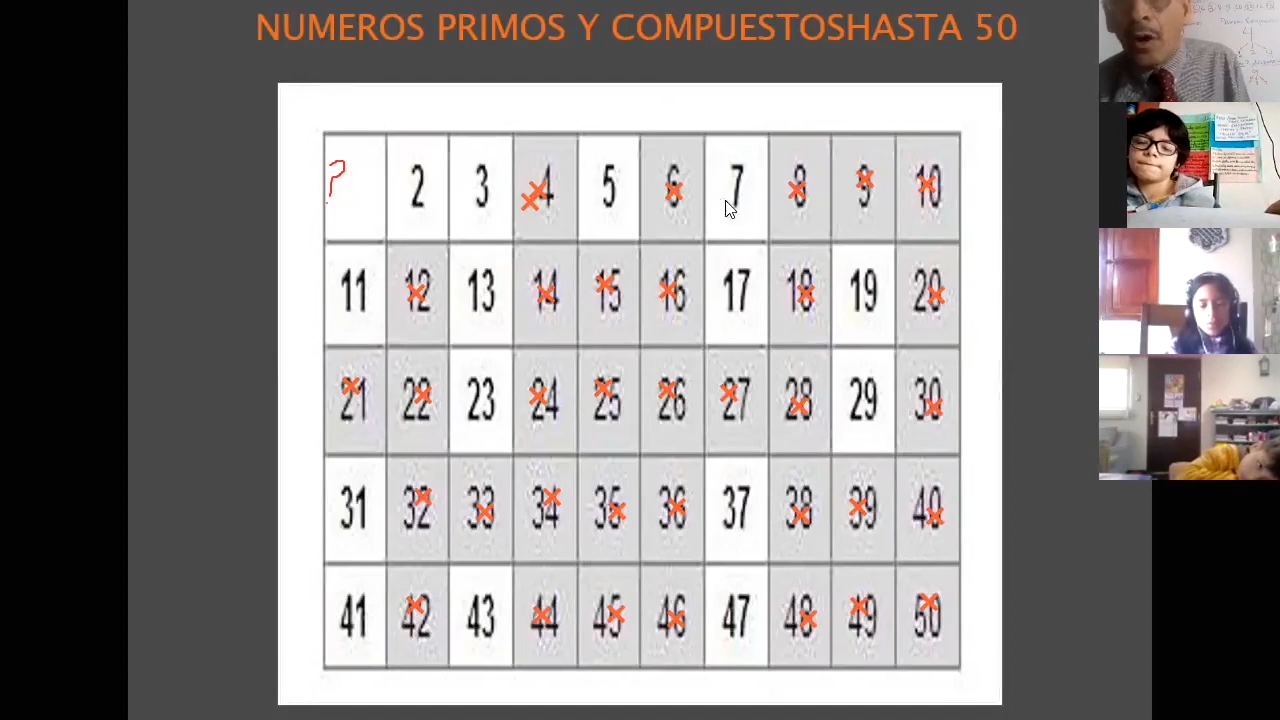 NUMEROS PRIMOS Y COMPUESTOSHASTA 50
? 2 3 4 5 6 7 8 9 10
11 12 13 14 15 16 17 18 19 20
21 22 23 24 25 26 27 28 29 30
31 32 33 34 35 36 37 38 39 40
41 42 43 44 45 46 47 48 49 50